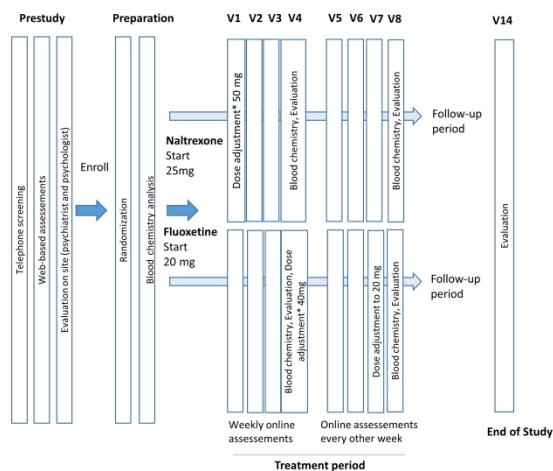 Prestudy
Preparation
V1 V2 V3 V4
V5 V6 V7 V8
V14
Telephone screening
Web-based assessments
Evaluation on site (psychiatrist and psychologist)
Enroll
Randomization
Blood chemistry analysis
Naltrexone
Start
25mg
Dose adjustment* 50 mg
Blood chemistry, Evaluation
Blood chemistry, Evaluation
Follow-up
period
Fluoxetine
Start
20 mg
Blood chemistry, Evaluation, Dose
adjustment* 40mg
Dose adjustment to 20 mg
Blood chemistry, Evaluation
Follow-up
period
Evaluation
Weekly online
assessements
Online assessments
every other week
End of Study
Treatment period